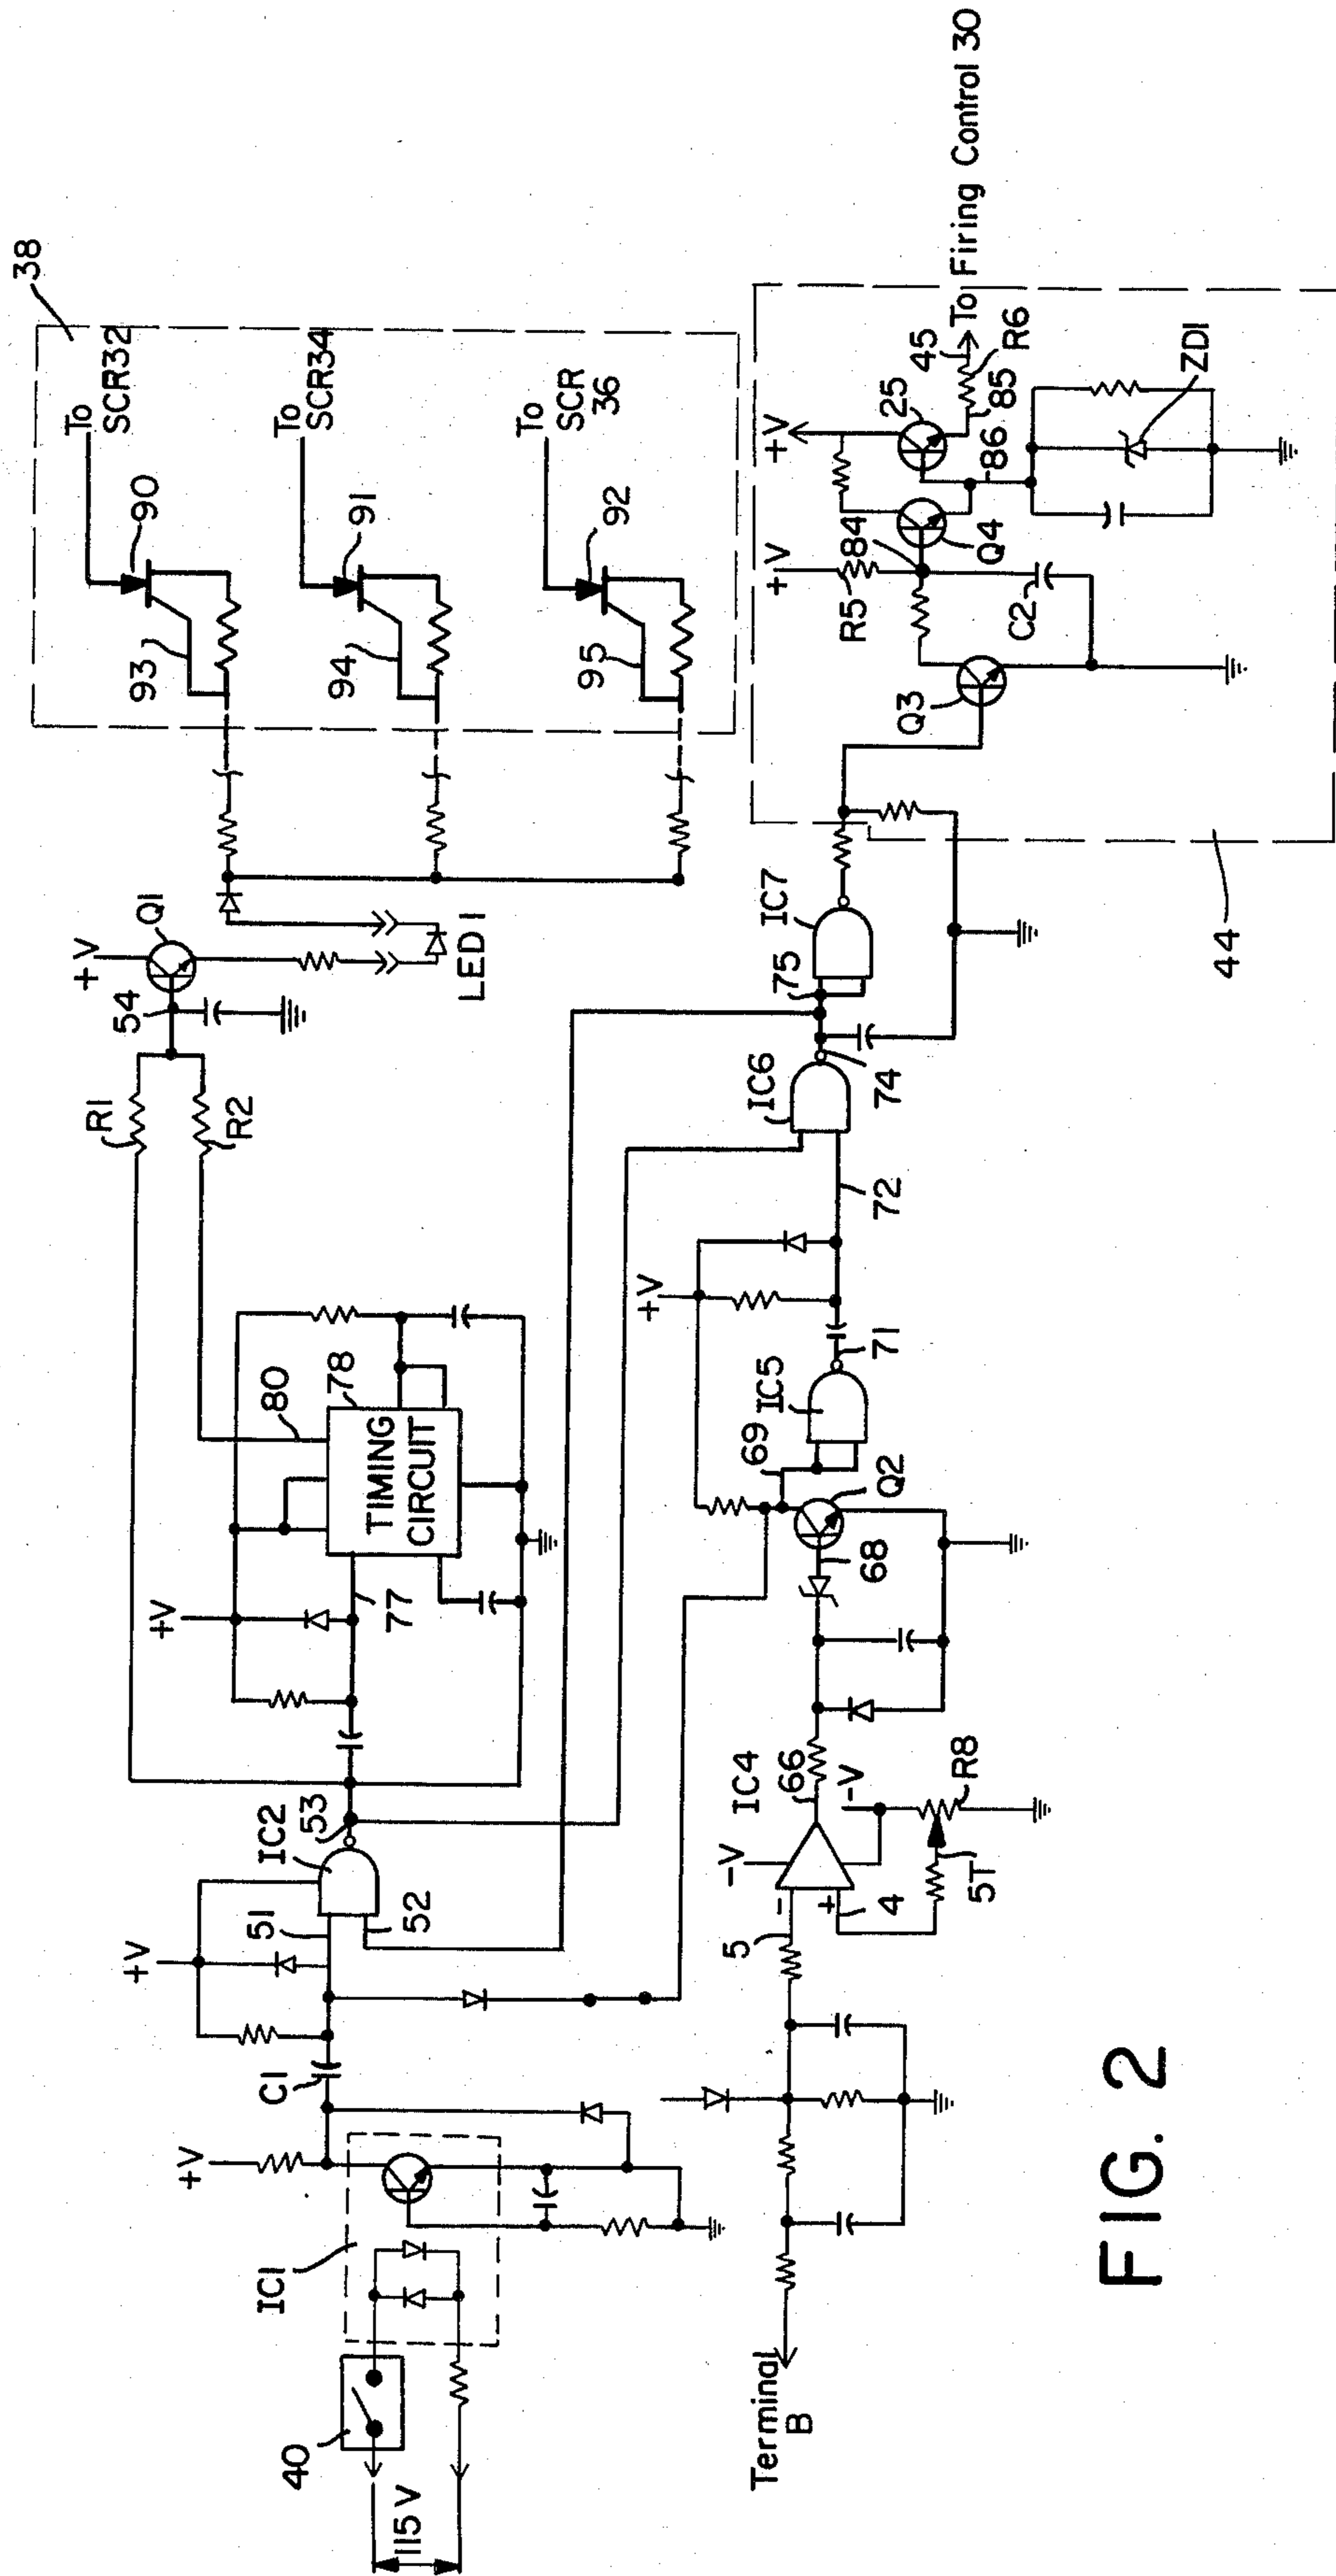 38
To
SCR32
90
93
To
SCR34
91
94
To
SCR
36
92
95
+V
Q1
54
LED 1
R1
R2
80
78
TIMING
CIRCUIT
77
+V
IC2
53
51
52
+V
C1
+V
IC1
40
115 V
Terminal
B
5
4
-
+
-V
IC4
66
-V
R8
5T
68
Q2
69
IC5
71
+V
72
IC6
74
75
IC7
44
Q3
R5
+V
84
C2
Q4
+V
25
86
85
R6
45
To Firing Control 30
ZD1
FIG. 2